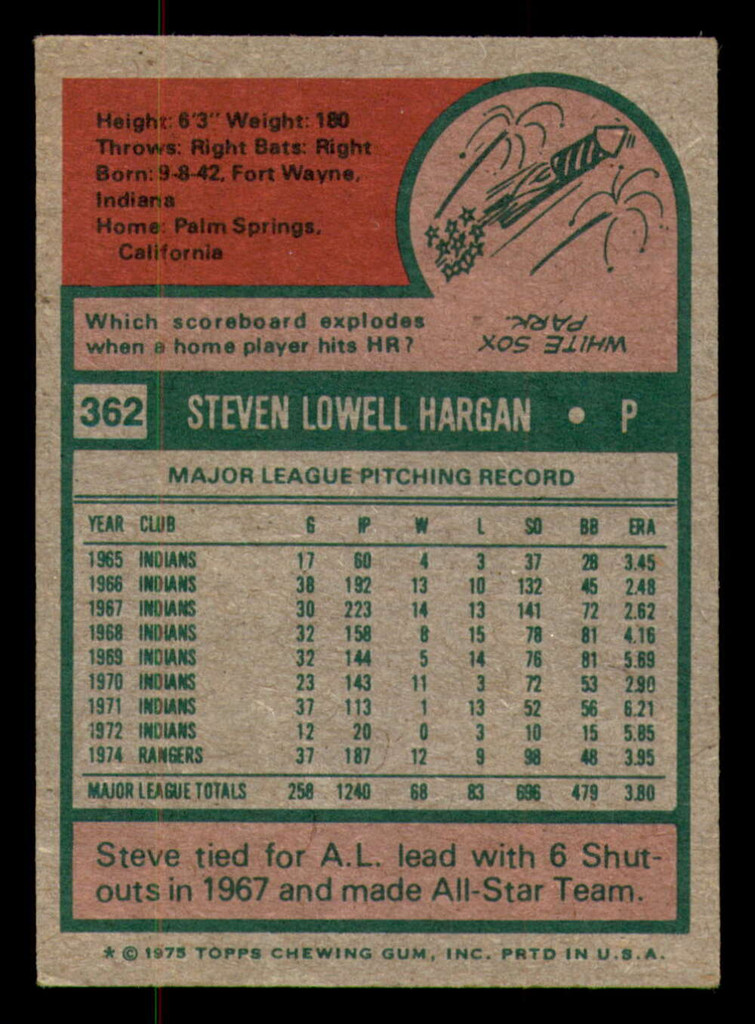 Height: 6'3" Weight: 180
Throws: Right Bats: Right
Born: 9-8-42, Fort Wayne,
Indiana
Home: Palm Springs,
California
Which scoreboard explodes
when a home player hits HR?
WHITE SOX
PARK.
362 STEVEN LOWELL HARGAN • P
MAJOR LEAGUE PITCHING RECORD
YEAR CLUB G IP W L SO BB ERA
1965 INDIANS 17 60 4 3 37 28 3.45
1966 INDIANS 38 192 13 10 132 45 2.48
1967 INDIANS 30 223 14 13 141 72 2.62
1968 INDIANS 32 158 8 15 78 81 4.16
1969 INDIANS 32 144 5 14 76 81 5.69
1970 INDIANS 23 143 11 3 72 53 2.90
1971 INDIANS 37 113 1 13 52 56 6.21
1972 INDIANS 12 20 0 3 10 15 5.85
1974 RANGERS 37 187 12 9 98 48 3.95
MAJOR LEAGUE TOTALS 258 1240 68 83 696 479 3.80
Steve tied for A.L. lead with 6 Shut-
outs in 1967 and made All-Star Team.
* © 1975 TOPPS CHEWING GUM, INC. PRTD IN U.S.A.